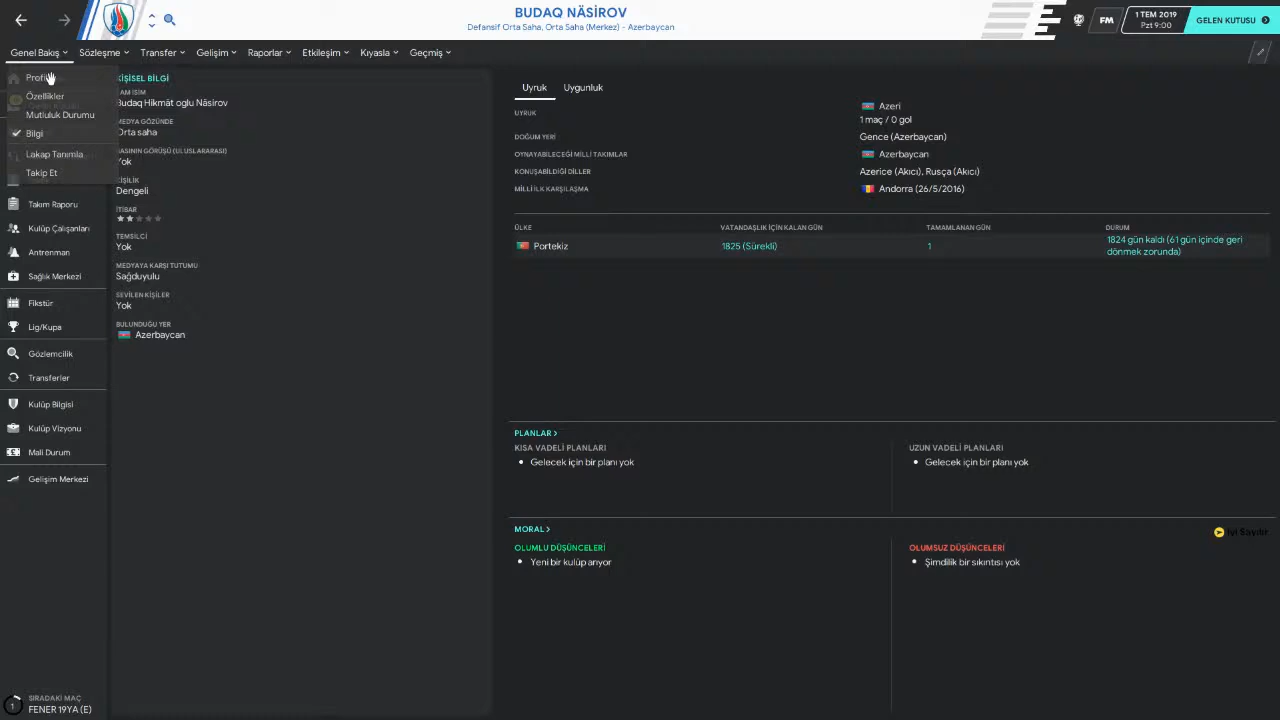 BUDAQ NÄSİROV
Defansif Orta Saha, Orta Saha (Merkez) - Azerbaycan
FM
1 TEM 2019
Pzt 9:00
GELEN KUTUSU
Genel Bakış
Sözleşme
Transfer
Gelişim
Raporlar
Etkileşim
Kıyasla
Geçmiş
Özellikler
Mutluluk Durumu
Bilgi
Lakap Tanımla
Takip Et
Takım Raporu
Kulüp Çalışanları
Antrenman
Sağlık Merkezi
Fikstür
Lig/Kupa
Gözlemcilik
Transferler
Kulüp Bilgisi
Kulüp Vizyonu
Mali Durum
Gelişim Merkezi
1
SIRADAKİ MAÇ
FENER 19YA (E)
KİŞİSEL BİLGİ
Budaq Hikmät oglu Näsirov
MEDYA GÖZÜNDE
Orta saha
(ULUSLARARASI)
Yok
KİŞİLİK
Dengeli
İTİBAR
TEMSİLCİ
Yok
MEDYAYA KARŞI TUTUMU
Sağduyulu
SEVİLEN KİŞİLER
Yok
BULUNDUĞU YER
Azerbaycan
Uyruk
Uygunluk
UYRUK
Azeri
1 maç / 0 gol
DOĞUM YERİ
Gence (Azerbaycan)
OYNAYABİLECEĞİ MİLLİ TAKIMLAR
Azerbaycan
KONUŞABİLDİĞİ DİLLER
Azerice (Akıcı), Rusça (Akıcı)
MİLLİ İLK KARŞILAŞMA
Andorra (26/5/2016)
ÜLKE
VATANDAŞLIK İÇİN KALAN GÜN
TAMAMLANAN GÜN
DURUM
Portekiz
1825 (Sürekli)
1
1824 gün kaldı (61 gün içinde geri
dönmek zorunda)
PLANLAR
KISA VADELİ PLANLARI
Gelecek için bir planı yok
UZUN VADELİ PLANLARI
Gelecek için bir planı yok
MORAL
İyi Sayılır.
OLUMLU DÜŞÜNCELERİ
Yeni bir kulüp arıyor
OLUMSUZ DÜŞÜNCELERİ
Şimdilik bir sıkıntısı yok